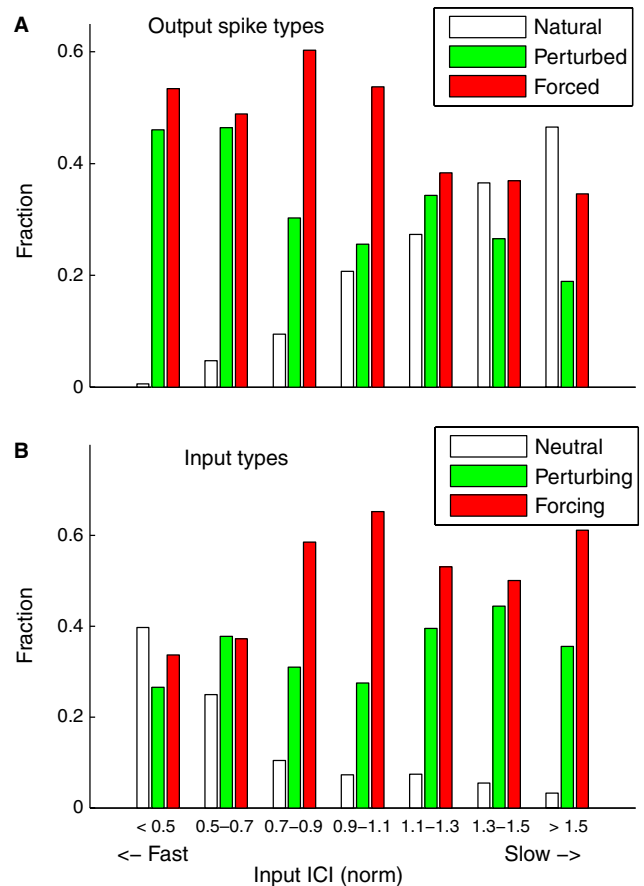 A
Output spike types
Natural
Perturbed
Forced
0.6
0.4
0.2
0
Fraction
B
Input types
Neutral
Perturbing
Forcing
0.6
0.4
0.2
0
Fraction
< 0.5 0.5–0.7 0.7–0.9 0.9–1.1 1.1–1.3 1.3–1.5 > 1.5
<– Fast Slow –>
Input ICI (norm)